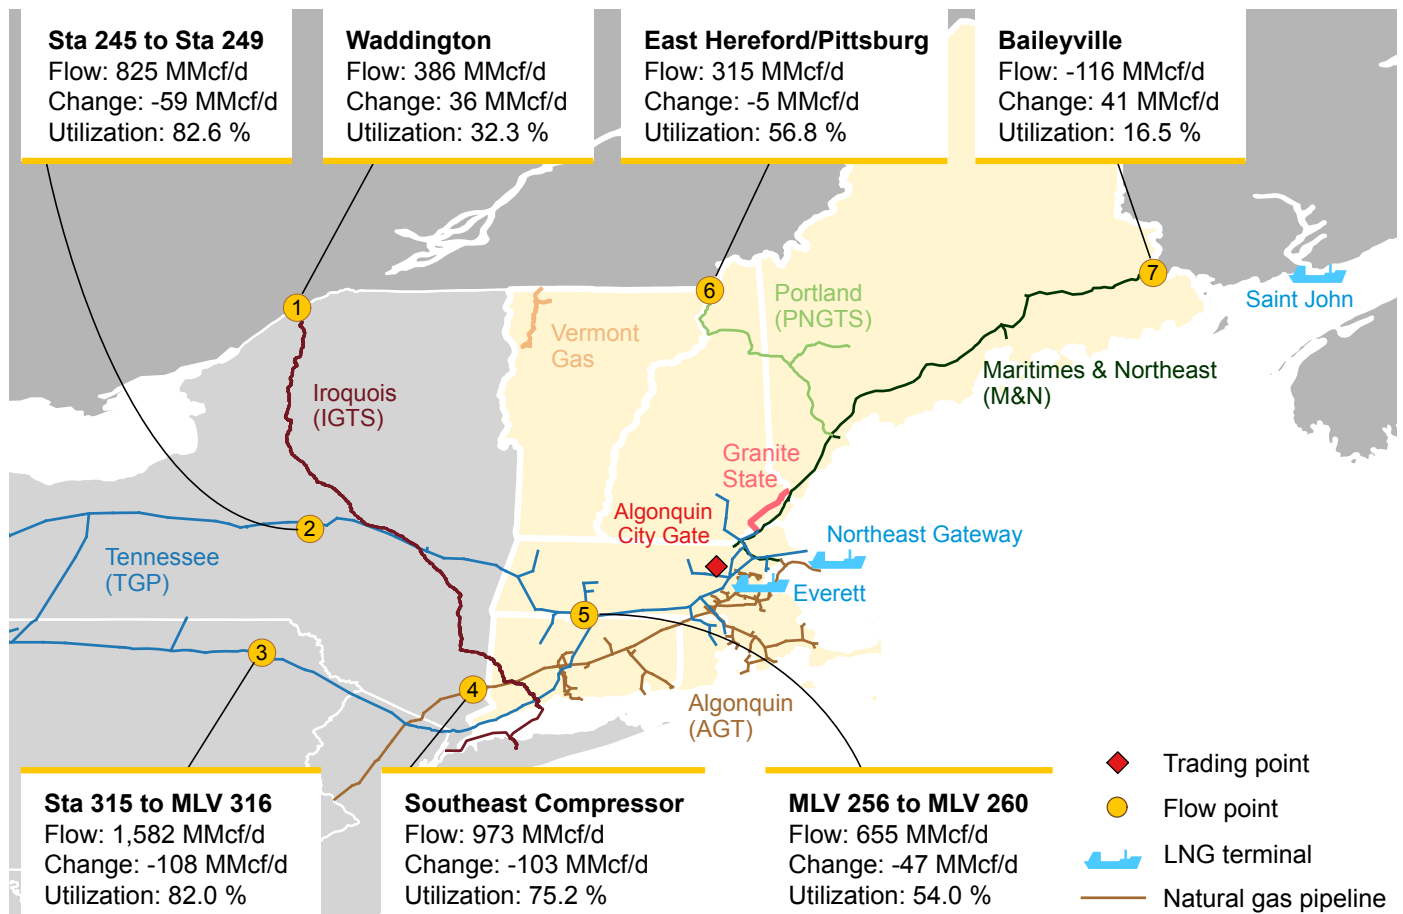 Sta 245 to Sta 249
Flow: 825 MMcf/d
Change: -59 MMcf/d
Utilization: 82.6 %
Waddington
Flow: 386 MMcf/d
Change: 36 MMcf/d
Utilization: 32.3 %
East Hereford/Pittsburg
Flow: 315 MMcf/d
Change: -5 MMcf/d
Utilization: 56.8 %
Baileyville
Flow: -116 MMcf/d
Change: 41 MMcf/d
Utilization: 16.5 %
1
6
7
Saint John
Portland
(PNGTS)
Vermont
Gas
Maritimes & Northeast
(M&N)
Iroquois
(IGTS)
Granite
State
Algonquin
City Gate
2
Northeast Gateway
Tennessee
(TGP)
Everett
5
3
4
Algonquin
(AGT)
Sta 315 to MLV 316
Flow: 1,582 MMcf/d
Change: -108 MMcf/d
Utilization: 82.0 %
Southeast Compressor
Flow: 973 MMcf/d
Change: -103 MMcf/d
Utilization: 75.2 %
MLV 256 to MLV 260
Flow: 655 MMcf/d
Change: -47 MMcf/d
Utilization: 54.0 %
Trading point
Flow point
LNG terminal
Natural gas pipeline